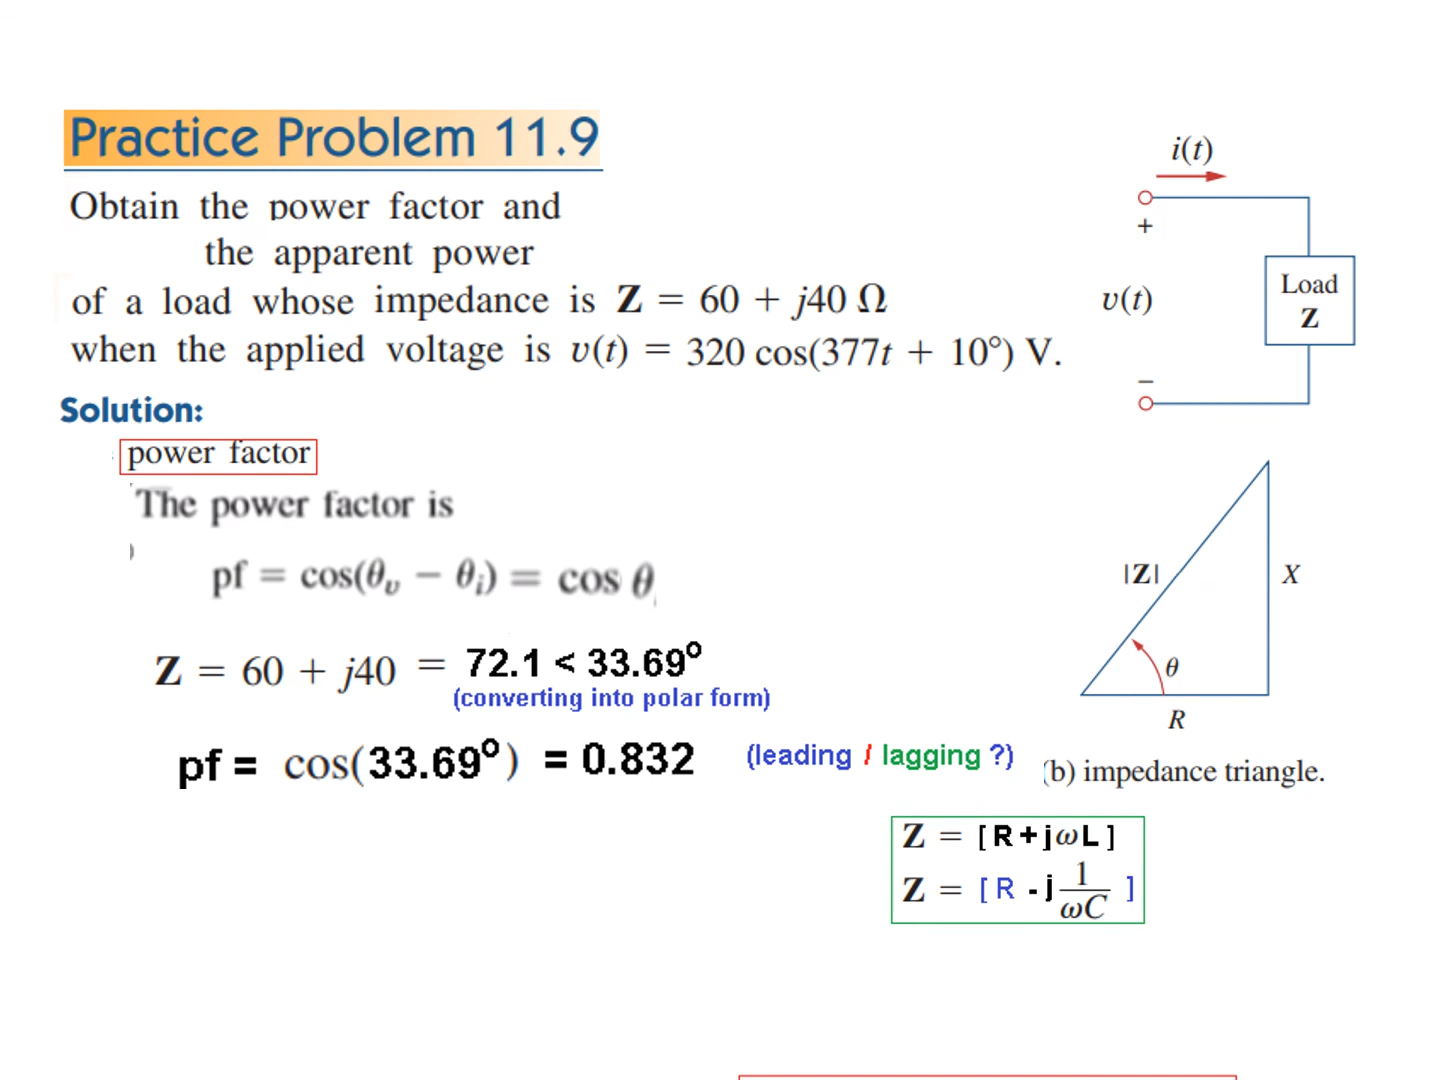 Practice Problem 11.9
Obtain the power factor and
the apparent power
of a load whose impedance is Z = 60 + j40 Ω
when the applied voltage is v(t) = 320 cos(377t + 10°) V.
i(t)
+
v(t)
Load
Z
−
Solution:
power factor
The power factor is
pf = cos(θv − θi) = cos θ
|Z|
X
θ
R
Z = 60 + j40 = 72.1 < 33.69º
(converting into polar form)
pf = cos(33.69º) = 0.832 (leading / lagging ?)
(b) impedance triangle.
Z = [ R + jωL ]
Z = [ R - j 1/ωC ]